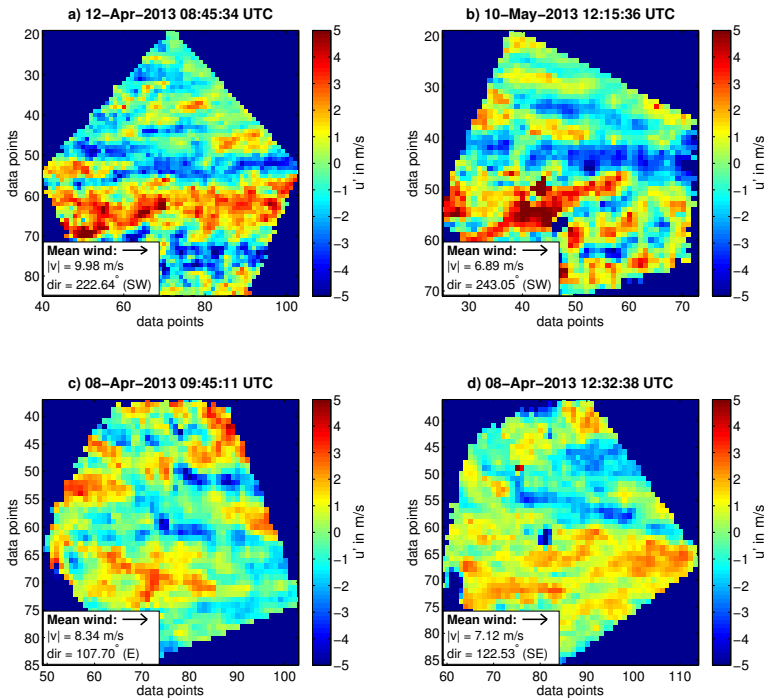 a) 12−Apr−2013 08:45:34 UTC
20
30
40
50
60
70
80
40 60 80 100
data points
data points
Mean wind:
|v| = 9.98 m/s
dir = 222.64° (SW)
5
4
3
2
1
0
−1
−2
−3
−4
−5
u' in m/s
b) 10−May−2013 12:15:36 UTC
20
30
40
50
60
70
30 40 50 60 70
data points
data points
Mean wind:
|v| = 6.89 m/s
dir = 243.05° (SW)
5
4
3
2
1
0
−1
−2
−3
−4
−5
u' in m/s
c) 08−Apr−2013 09:45:11 UTC
40
45
50
55
60
65
70
75
80
85
50 60 70 80 90 100
data points
data points
Mean wind:
|v| = 8.34 m/s
dir = 107.70° (E)
5
4
3
2
1
0
−1
−2
−3
−4
−5
u' in m/s
d) 08−Apr−2013 12:32:38 UTC
40
45
50
55
60
65
70
75
80
85
60 70 80 90 100 110
data points
data points
Mean wind:
|v| = 7.12 m/s
dir = 122.53° (SE)
5
4
3
2
1
0
−1
−2
−3
−4
−5
u' in m/s